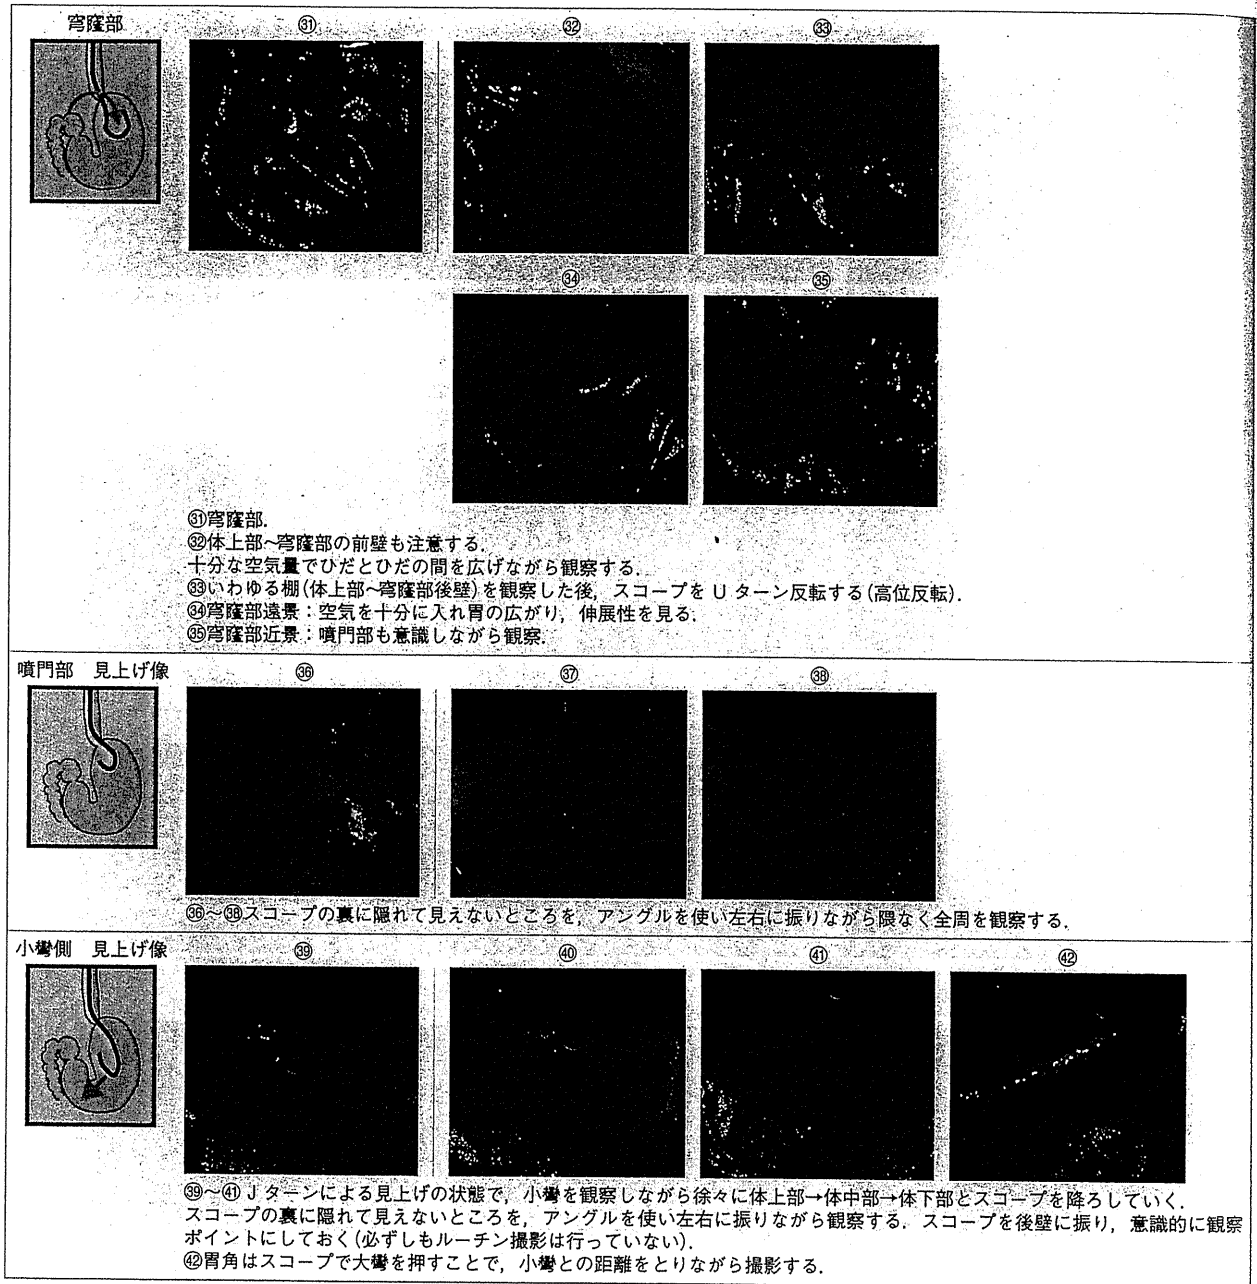 穹窿部
㉛
㉜
㉝
㉞
㉟
㉛穹窿部.
㉜体上部~穹窿部の前壁も注意する.
十分な空気量でひだとひだの間を広げながら観察する.
㉝いわゆる棚(体上部~穹窿部後壁)を観察した後，スコープを U ターン反転する(高位反転).
㉞穹窿部遠景：空気を十分に入れ胃の広がり，伸展性を見る.
㉟穹窿部近景：噴門部も意識しながら観察.
噴門部　見上げ像
㊱
㊲
㊳
㊱～㊳スコープの裏に隠れて見えないところを，アングルを使い左右に振りながら隈なく全周を観察する.
小彎側　見上げ像
㊴
㊵
㊶
㊷
㊴～㊶ J ターンによる見上げの状態で，小彎を観察しながら徐々に体上部→体中部→体下部とスコープを降ろしていく.
スコープの裏に隠れて見えないところを，アングルを使い左右に振りながら観察する. スコープを後壁に振り，意識的に観察
ポイントにしておく(必ずしもルーチン撮影は行っていない).
㊷胃角はスコープで大彎を押すことで，小彎との距離をとりながら撮影する.